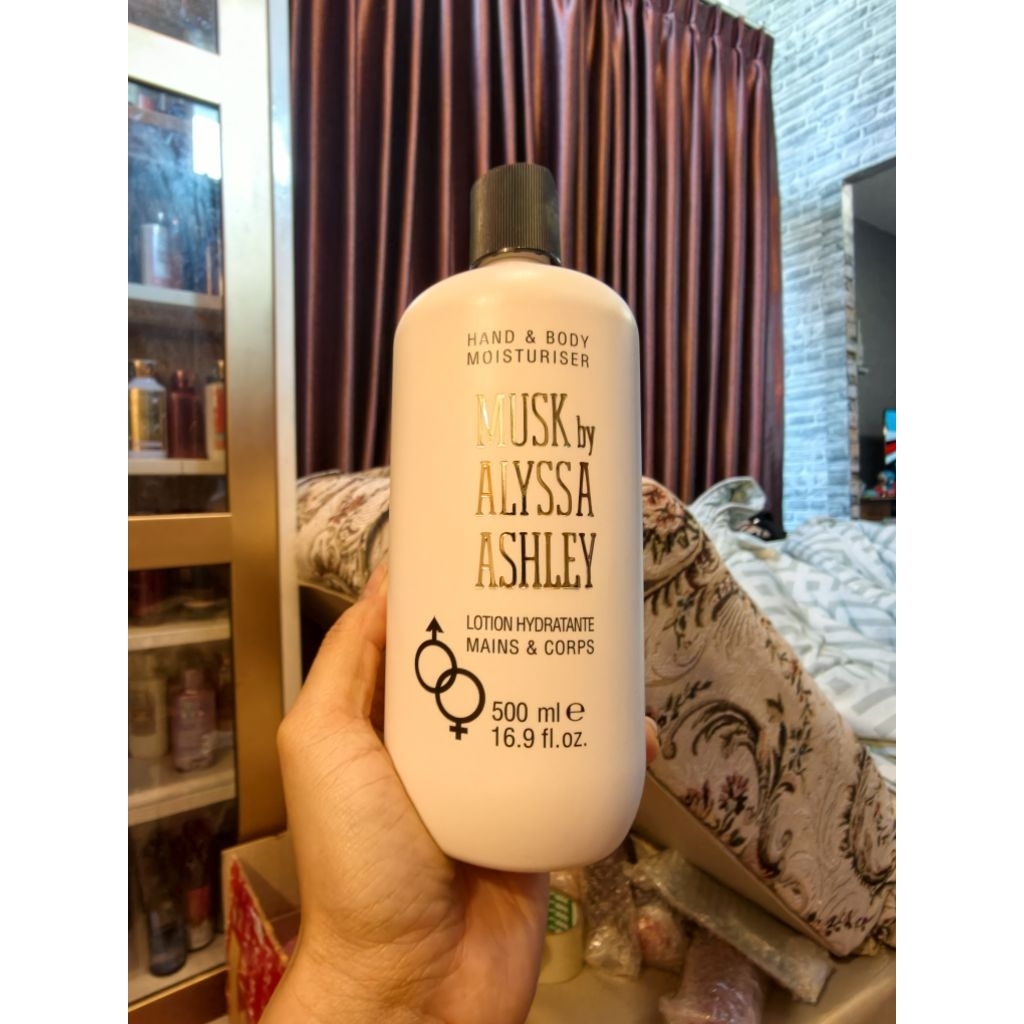 HAND & BODY
MOISTURISER
MUSK by
ALYSSA
ASHLEY
LOTION HYDRATANTE
MAINS & CORPS
500 ml ℮
16.9 fl.oz.